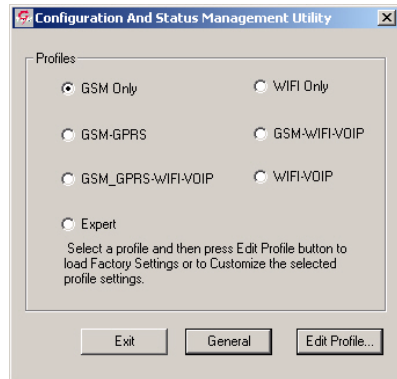 Configuration And Status Management Utility
Profiles
GSM Only
WIFI Only
GSM-GPRS
GSM-WIFI-VOIP
GSM_GPRS-WIFI-VOIP
WIFI-VOIP
Expert
Select a profile and then press Edit Profile button to
load Factory Settings or to Customize the selected
profile settings.
Exit
General
Edit Profile...